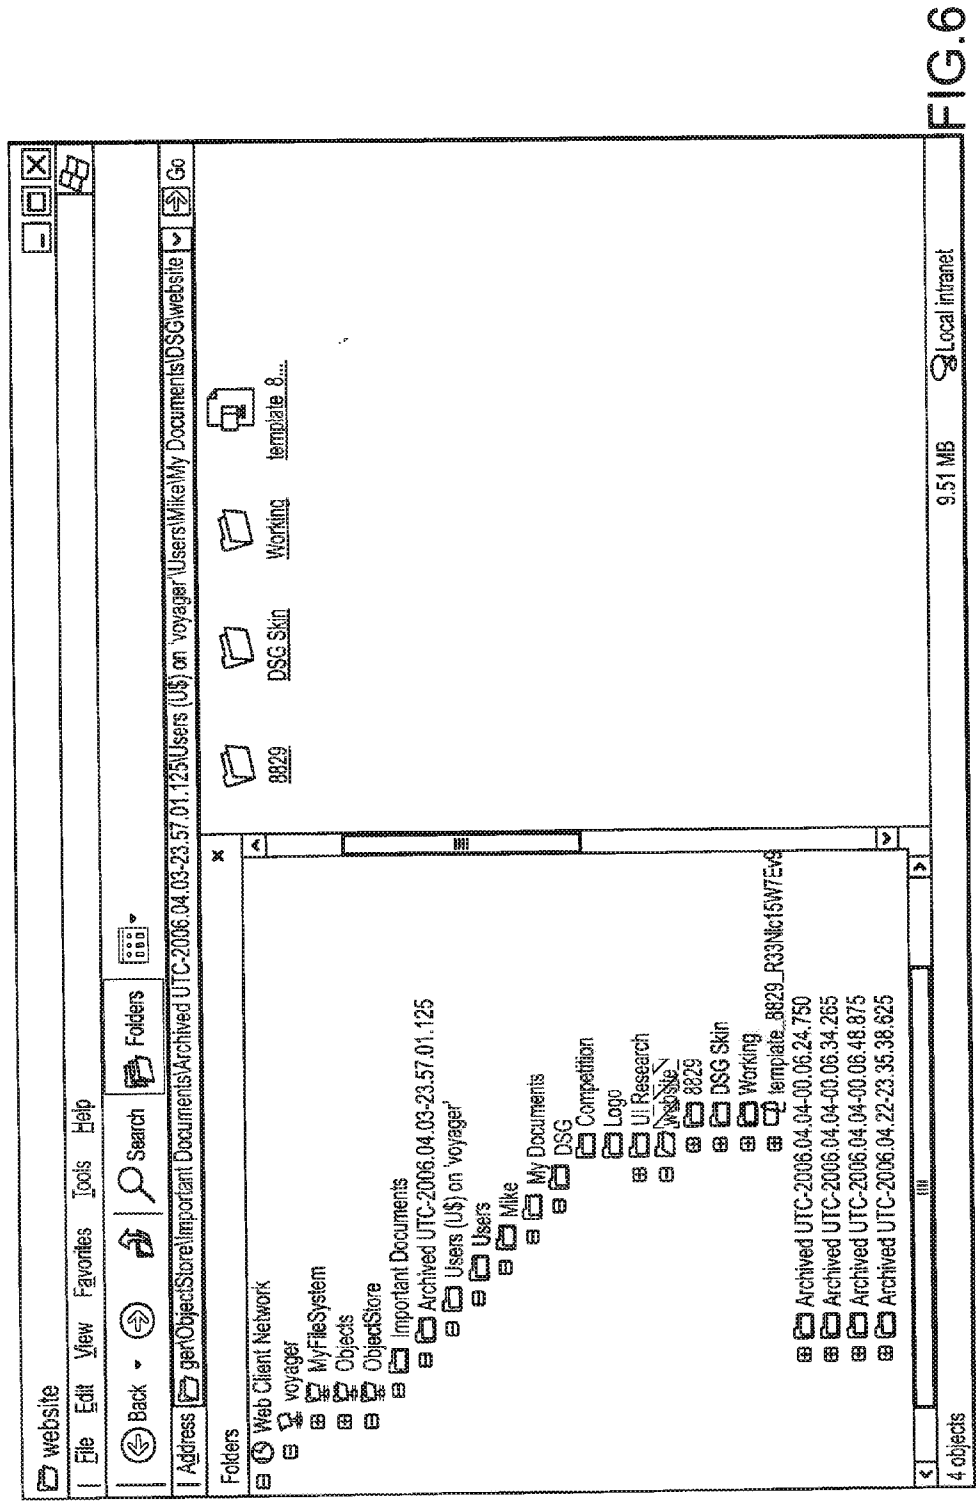 website
File Edit View Favorites Tools Help
Back Search Folders
Address ger\ObjectStore\Important Documents\Archived UTC-2006.04.03-23.57.01.125\Users (U$) on 'voyager'\Users\Mike\My Documents\DSG\website Go
Folders x
Web Client Network
voyager
MyFileSystem
Objects
ObjectStore
Important Documents
Archived UTC-2006.04.03-23.57.01.125
Users (U$) on 'voyager'
Users
Mike
My Documents
DSG
Competition
Logo
UI Research
website
8829
DSG Skin
Working
template_8829_R33Nlc15W7Ev9
Archived UTC-2006.04.04-00.06.24.750
Archived UTC-2006.04.04-00.06.34.265
Archived UTC-2006.04.04-00.06.48.875
Archived UTC-2006.04.22-23.35.38.625
8829
DSG Skin
Working
template_8...
4 objects 9.51 MB Local intranet
FIG.6